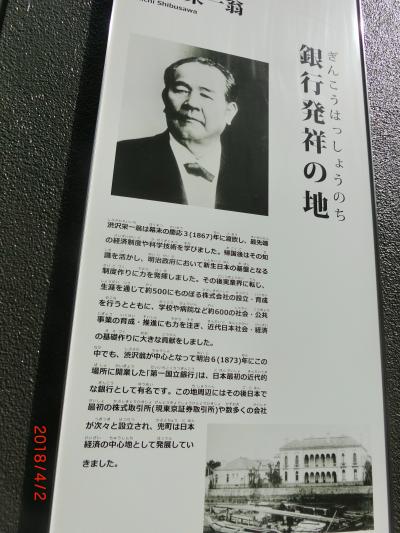 栄一翁
ichi Shibusawa
ぎんこうはっしょうのち
銀行発祥の地
渋沢栄一翁は幕末の慶応3(1867)年に渡欧し、最先端
の経済制度や科学技術を学びました。帰国後はその知
識を活かし、明治政府において新生日本の基盤となる
制度作りに力を発揮しました。その後実業界に転じ、
生涯を通じて約500にものぼる株式会社の設立・育成
を行うとともに、学校や病院など約600の社会・公共
事業の育成・推進にも力を注ぎ、近代日本社会・経済
の基礎作りに大きな貢献をしました。
中でも、渋沢翁が中心となって明治6(1873)年にこの
場所に開業した「第一国立銀行」は、日本最初の近代的
な銀行として有名です。この地周辺にはその後日本で
最初の株式取引所(現東京証券取引所)や数多くの会社
が次々と設立され、兜町は日本
経済の中心地として発展してい
きました。
2018/4/2